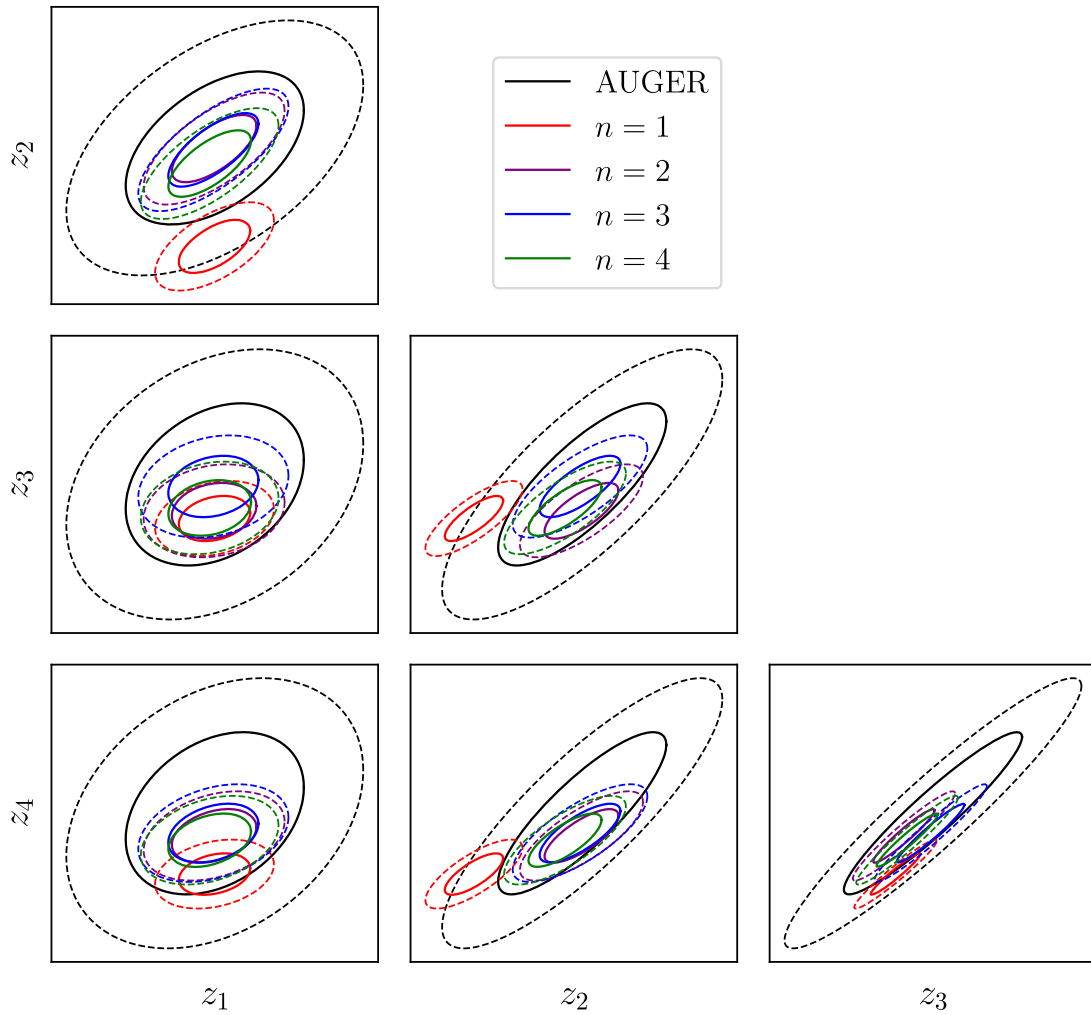 z₂
AUGER
n = 1
n = 2
n = 3
n = 4
z₃
z₄
z₁
z₂
z₃